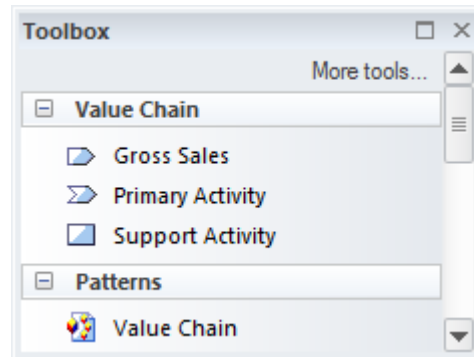 Toolbox
More tools...
Value Chain
Gross Sales
Primary Activity
Support Activity
Patterns
Value Chain